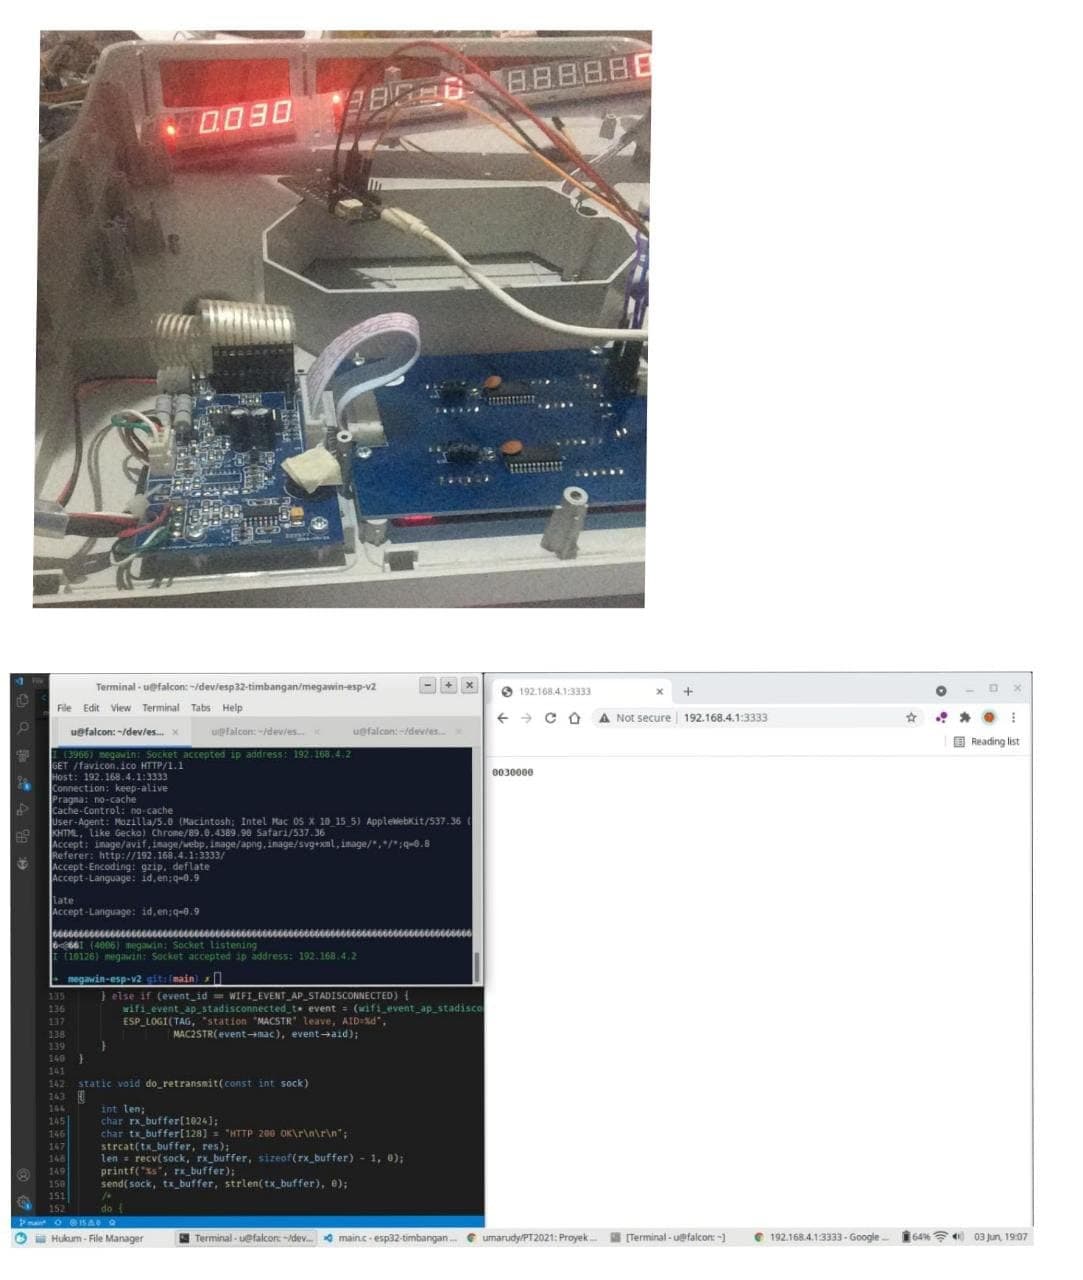 0.030
0
Terminal - u@falcon: ~/dev/esp32-timbangan/megawin-esp-v2
File Edit View Terminal Tabs Help
u@falcon: ~/dev/es... × u@falcon: ~/dev/es... u@falcon: ~/dev/es...
I (3966) megawin: Socket accepted ip address: 192.168.4.2
GET /favicon.ico HTTP/1.1
Host: 192.168.4.1:3333
Connection: keep-alive
Pragma: no-cache
Cache-Control: no-cache
User-Agent: Mozilla/5.0 (Macintosh; Intel Mac OS X 10_15_5) AppleWebKit/537.36 (
KHTML, like Gecko) Chrome/89.0.4389.90 Safari/537.36
Accept: image/avif,image/webp,image/apng,image/svg+xml,image/*,*/*;q=0.8
Referer: http://192.168.4.1:3333/
Accept-Encoding: gzip, deflate
Accept-Language: id,en;q=0.9
late
Accept-Language: id,en;q=0.9
I (4006) megawin: Socket listening
I (10126) megawin: Socket accepted ip address: 192.168.4.2
megawin-esp-v2 git:(main) ✗
135 } else if (event_id == WIFI_EVENT_AP_STADISCONNECTED) {
136 wifi_event_ap_stadisconnected_t* event = (wifi_event_ap_stadisco
137 ESP_LOGI(TAG, "station "MACSTR" leave, AID=%d",
138 MAC2STR(event->mac), event->aid);
139 }
140 }
141
142 static void do_retransmit(const int sock)
143 {
144 int len;
145 char rx_buffer[1024];
146 char tx_buffer[128] = "HTTP 200 OK\r\n\r\n";
147 strcat(tx_buffer, res);
148 len = recv(sock, rx_buffer, sizeof(rx_buffer) - 1, 0);
149 printf("%s", rx_buffer);
150 send(sock, tx_buffer, strlen(tx_buffer), 0);
151 /*
152 do {
main*
192.168.4.1:3333
Not secure | 192.168.4.1:3333
Reading list
0030000
Hukum - File Manager Terminal - u@falcon: ~/dev... main.c - esp32-timbangan ... umarudy/PT2021: Proyek ... [Terminal - u@falcon: ~] 192.168.4.1:3333 - Google ... 64% 03 Jun, 19:07